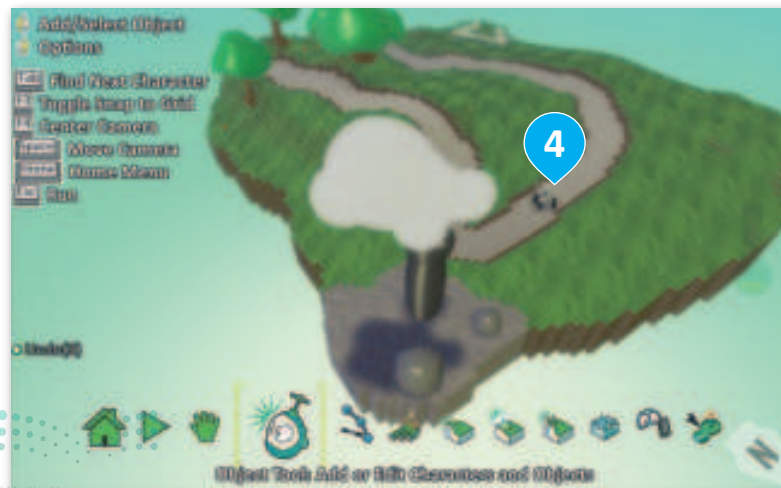 Add/Select Object
Options
Find Next Character
Toggle Snap to Grid
Center Camera
Move Camera
Home Menu
Run
4
Undo
Object Tool: Add or Edit Characters and Objects
N